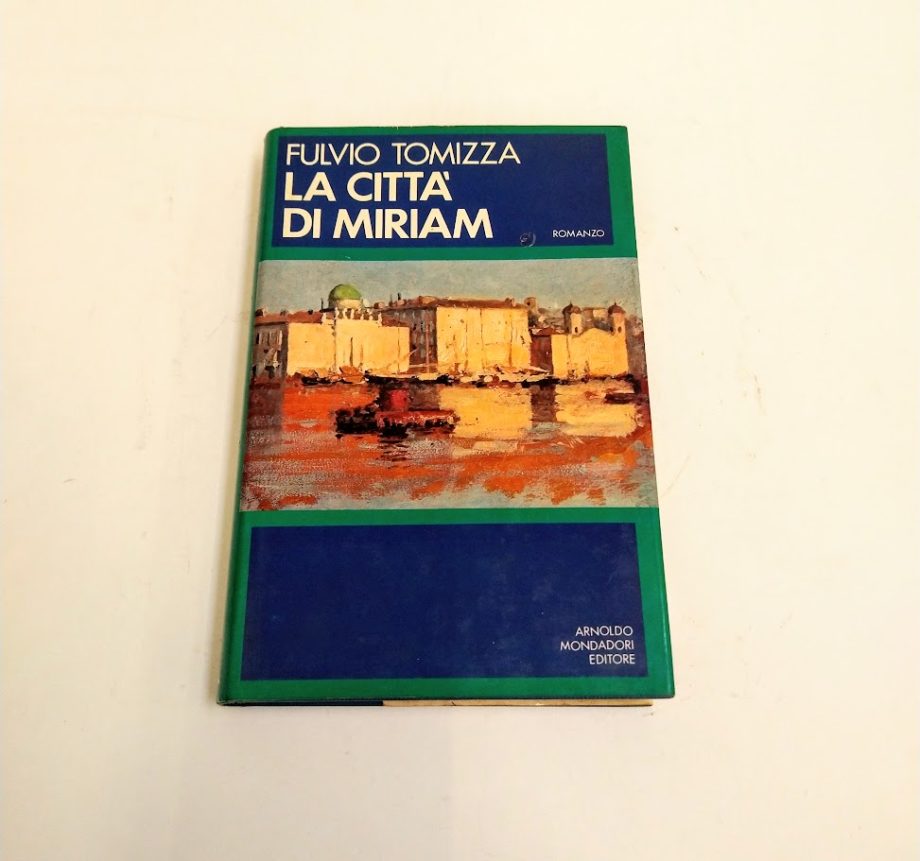 FULVIO TOMIZZA
LA CITTA'
DI MIRIAM
ROMANZO
ARNOLDO
MONDADORI
EDITORE